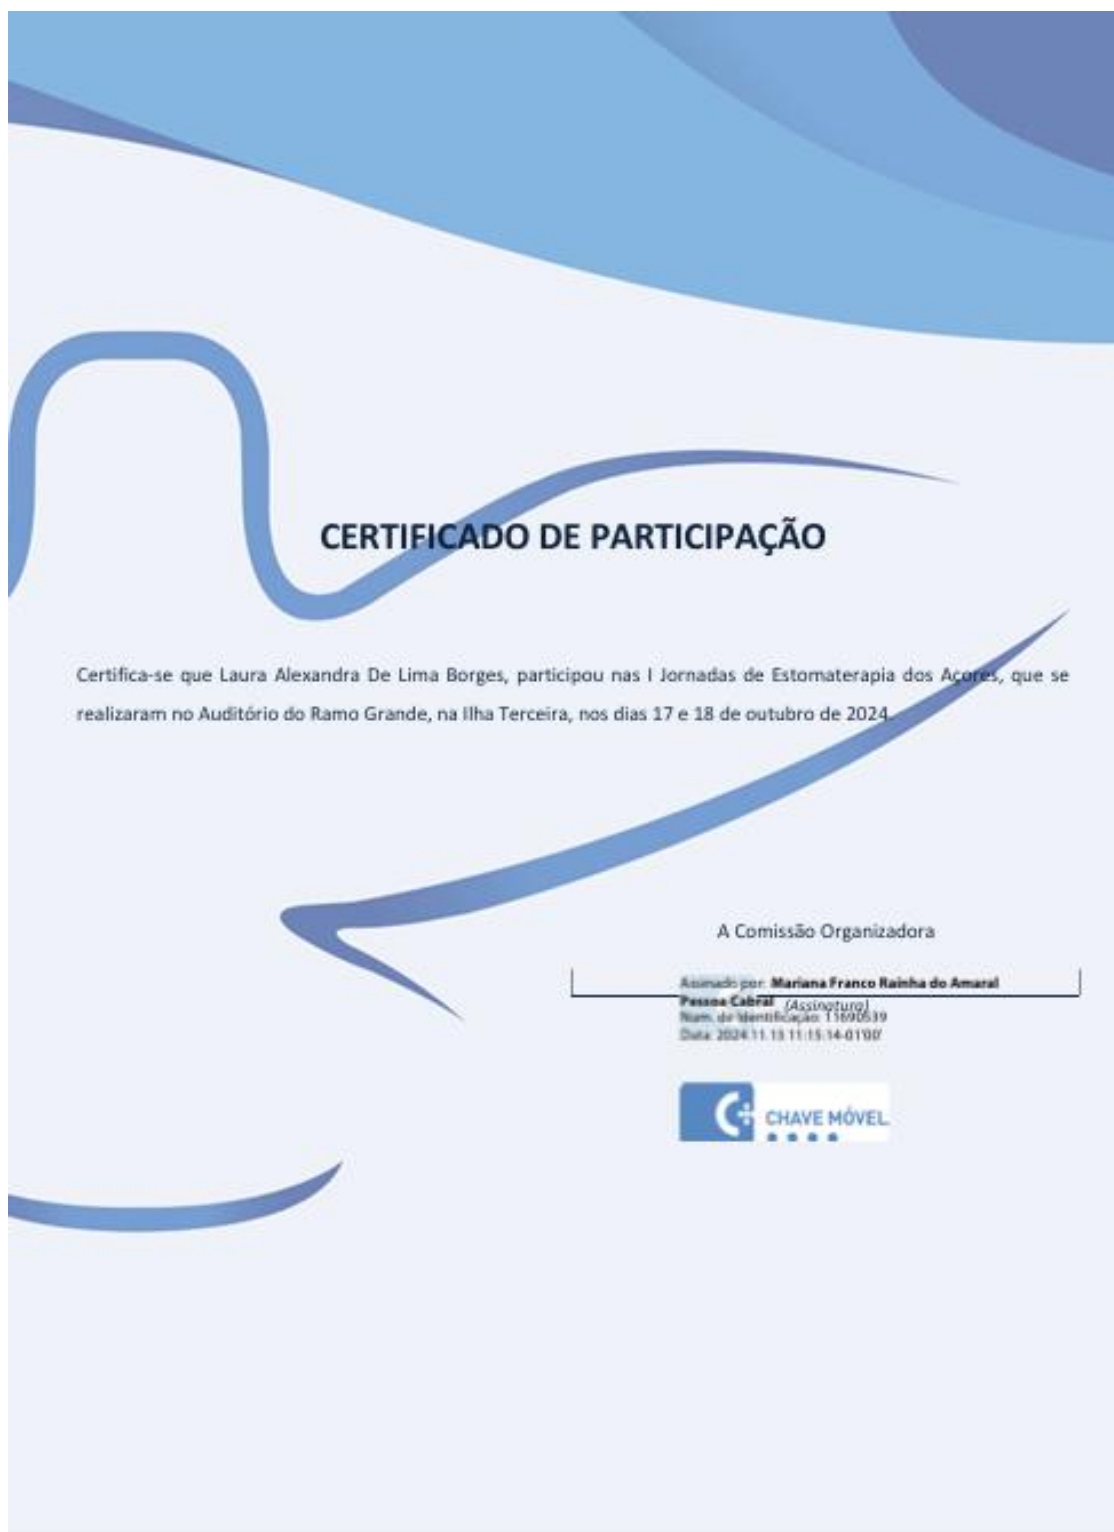 CERTIFICADO DE PARTICIPAÇÃO
Certifica-se que Laura Alexandra De Lima Borges, participou nas I Jornadas de Estomaterapia dos Açores, que se
realizaram no Auditório do Ramo Grande, na Ilha Terceira, nos dias 17 e 18 de outubro de 2024.
A Comissão Organizadora
Assinado por: Mariana Franco Rainha do Amaral
Pessoa Cabral
(Assinatura)
Num. de Identificação: 11690539
Data: 2024.11.13 11:15:14-01'00'
CHAVE MÓVEL